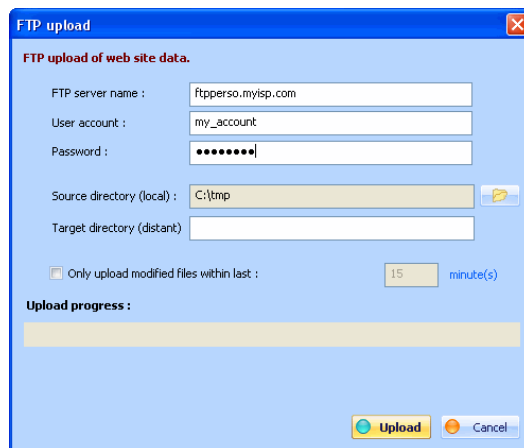 FTP upload
FTP upload of web site data.
FTP server name : ftpperso.myisp.com
User account : my_account
Password : ••••••••
Source directory (local) : C:\tmp
Target directory (distant)
Only upload modified files within last : 15 minute(s)
Upload progress :
Upload Cancel